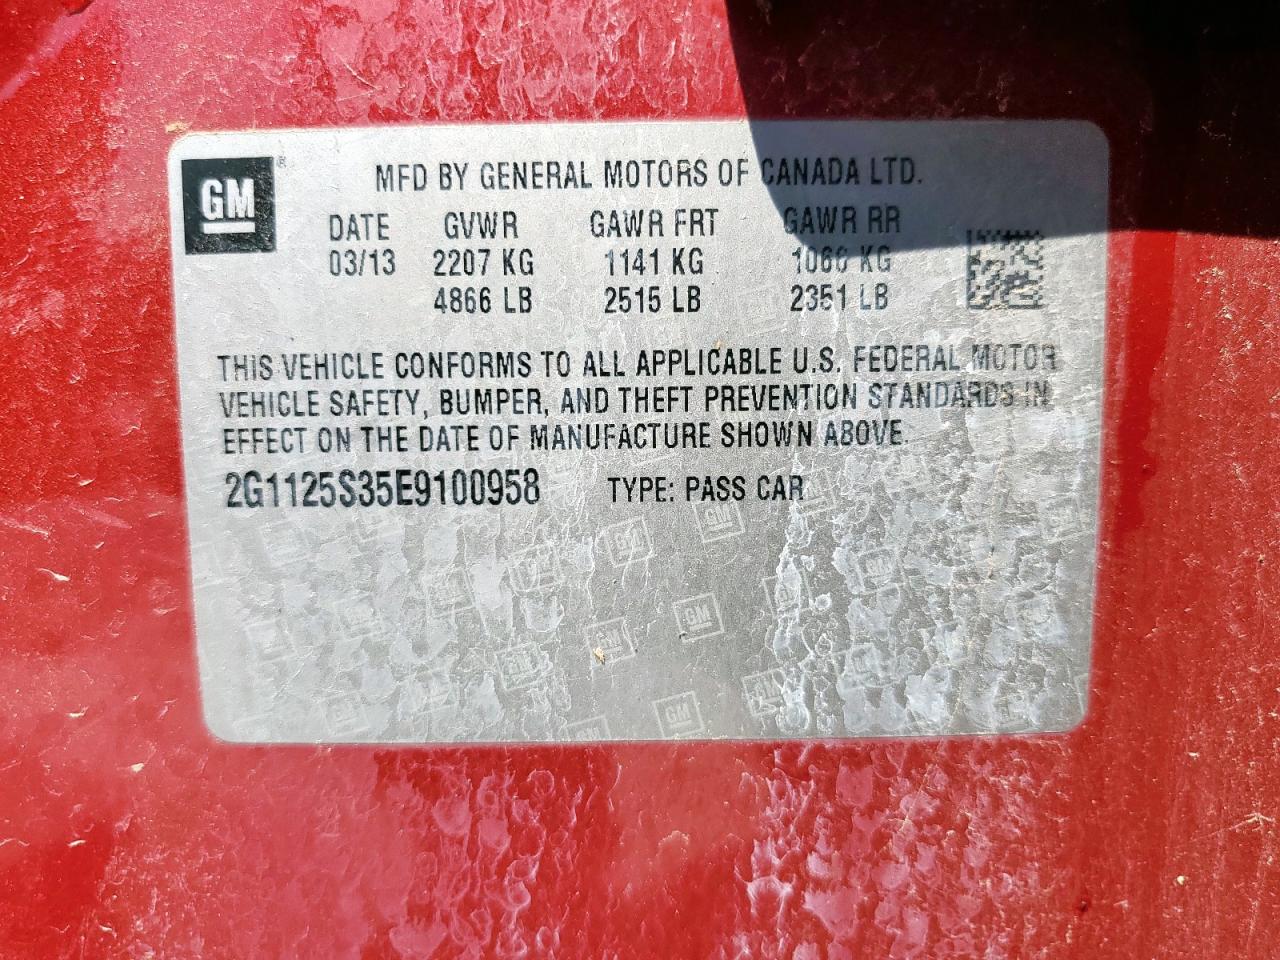 GM ®
MFD BY GENERAL MOTORS OF CANADA LTD.
DATE GVWR GAWR FRT GAWR RR
03/13 2207 KG 1141 KG 1066 KG
4866 LB 2515 LB 2351 LB
THIS VEHICLE CONFORMS TO ALL APPLICABLE U.S. FEDERAL MOTOR
VEHICLE SAFETY, BUMPER, AND THEFT PREVENTION STANDARDS IN
EFFECT ON THE DATE OF MANUFACTURE SHOWN ABOVE.
2G1125S35E9100958 TYPE: PASS CAR